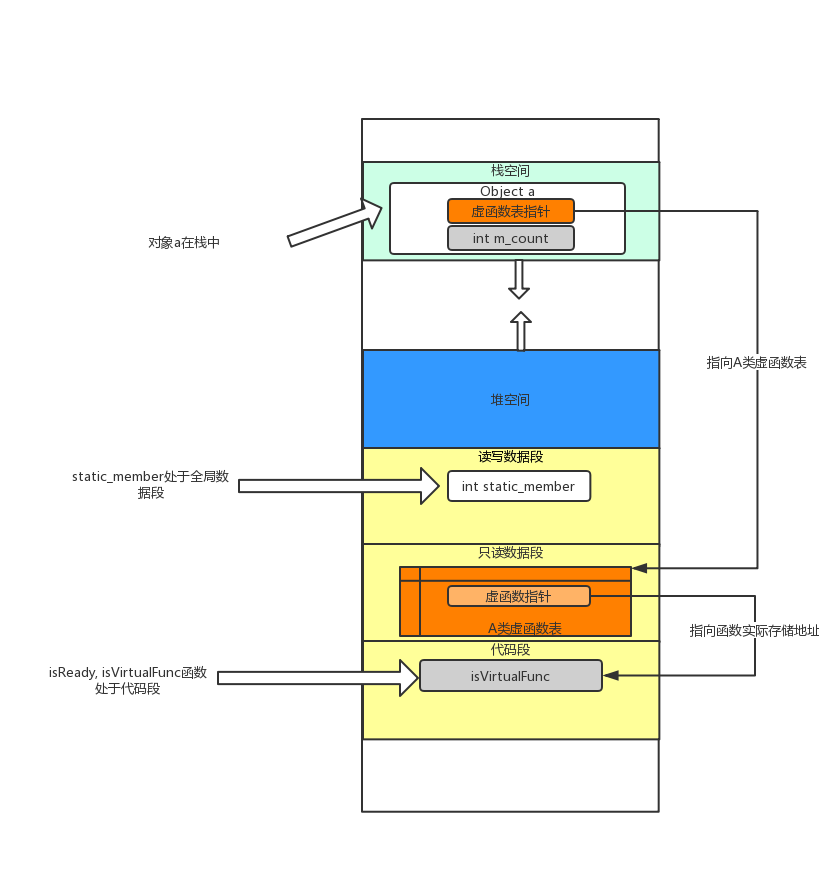 栈空间
Object a
虚函数表指针
int m_count
对象a在栈中
指向A类虚函数表
堆空间
读写数据段
static_member处于全局数
据段
int static_member
只读数据段
虚函数指针
A类虚函数表
指向函数实际存储地址
代码段
isReady, isVirtualFunc函数
处于代码段
isVirtualFunc